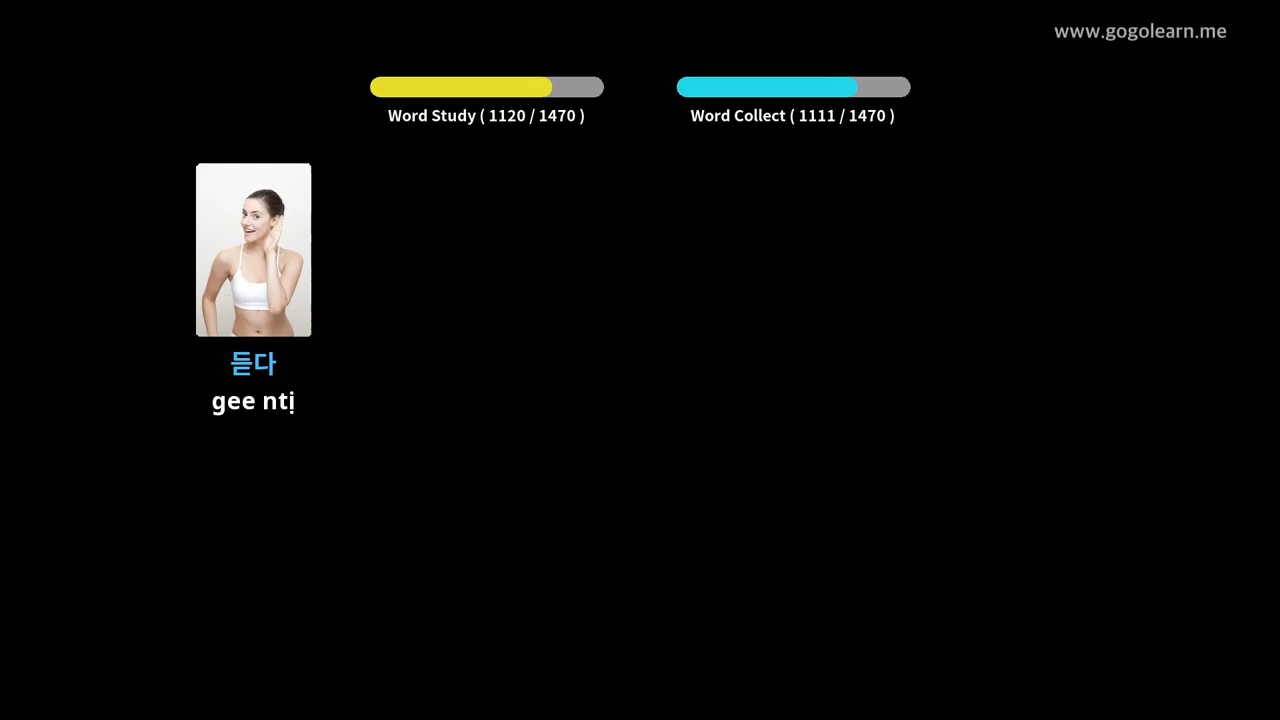 www.gogolearn.me
Word Study ( 1120 / 1470 )
Word Collect ( 1111 / 1470 )
듣다
gee ntị